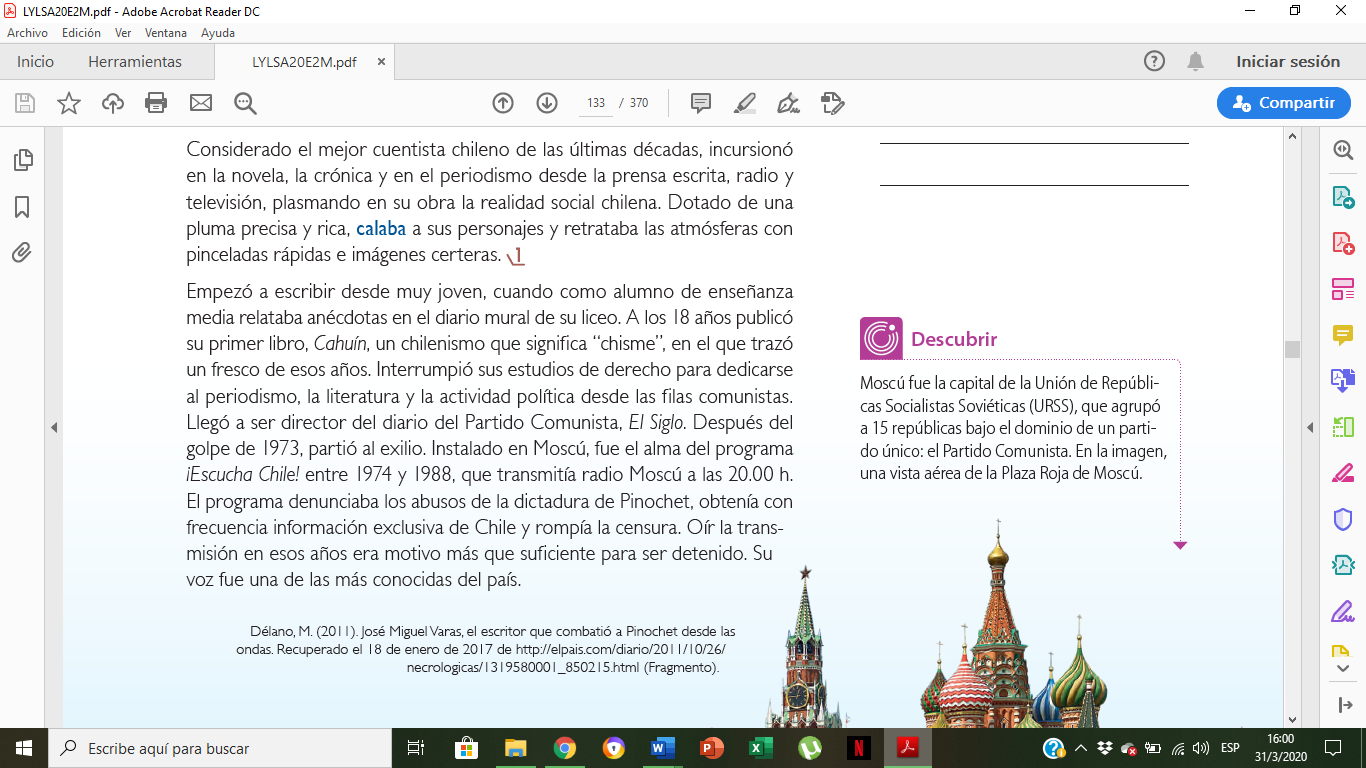 LYLSA20E2M.pdf - Adobe Acrobat Reader DC
Archivo Edición Ver Ventana Ayuda
Inicio Herramientas LYLSA20E2M.pdf × Iniciar sesión
133 / 370 Compartir
Considerado el mejor cuentista chileno de las últimas décadas, incursionó
en la novela, la crónica y en el periodismo desde la prensa escrita, radio y
televisión, plasmando en su obra la realidad social chilena. Dotado de una
pluma precisa y rica, calaba a sus personajes y retrataba las atmósferas con
pinceladas rápidas e imágenes certeras. \1
Empezó a escribir desde muy joven, cuando como alumno de enseñanza
media relataba anécdotas en el diario mural de su liceo. A los 18 años publicó
su primer libro, Cahuín, un chilenismo que significa “chisme”, en el que trazó
un fresco de esos años. Interrumpió sus estudios de derecho para dedicarse
al periodismo, la literatura y la actividad política desde las filas comunistas.
Llegó a ser director del diario del Partido Comunista, El Siglo. Después del
golpe de 1973, partió al exilio. Instalado en Moscú, fue el alma del programa
¡Escucha Chile! entre 1974 y 1988, que transmitía radio Moscú a las 20.00 h.
El programa denunciaba los abusos de la dictadura de Pinochet, obtenía con
frecuencia información exclusiva de Chile y rompía la censura. Oír la trans-
misión en esos años era motivo más que suficiente para ser detenido. Su
voz fue una de las más conocidas del país.
Délano, M. (2011). José Miguel Varas, el escritor que combatió a Pinochet desde las
ondas. Recuperado el 18 de enero de 2017 de http://elpais.com/diario/2011/10/26/
necrologicas/1319580001_850215.html (Fragmento).
Descubrir
Moscú fue la capital de la Unión de Repúbli-
cas Socialistas Soviéticas (URSS), que agrupó
a 15 repúblicas bajo el dominio de un parti-
do único: el Partido Comunista. En la imagen,
una vista aérea de la Plaza Roja de Moscú.
Escribe aquí para buscar
ESP
16:00
31/3/2020